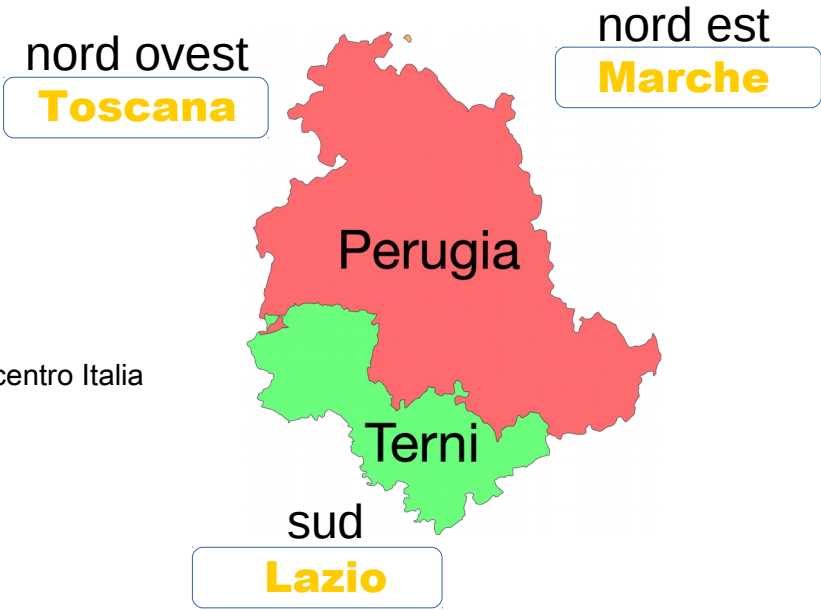 nord ovest
Toscana
nord est
Marche
Perugia
centro Italia
Terni
sud
Lazio